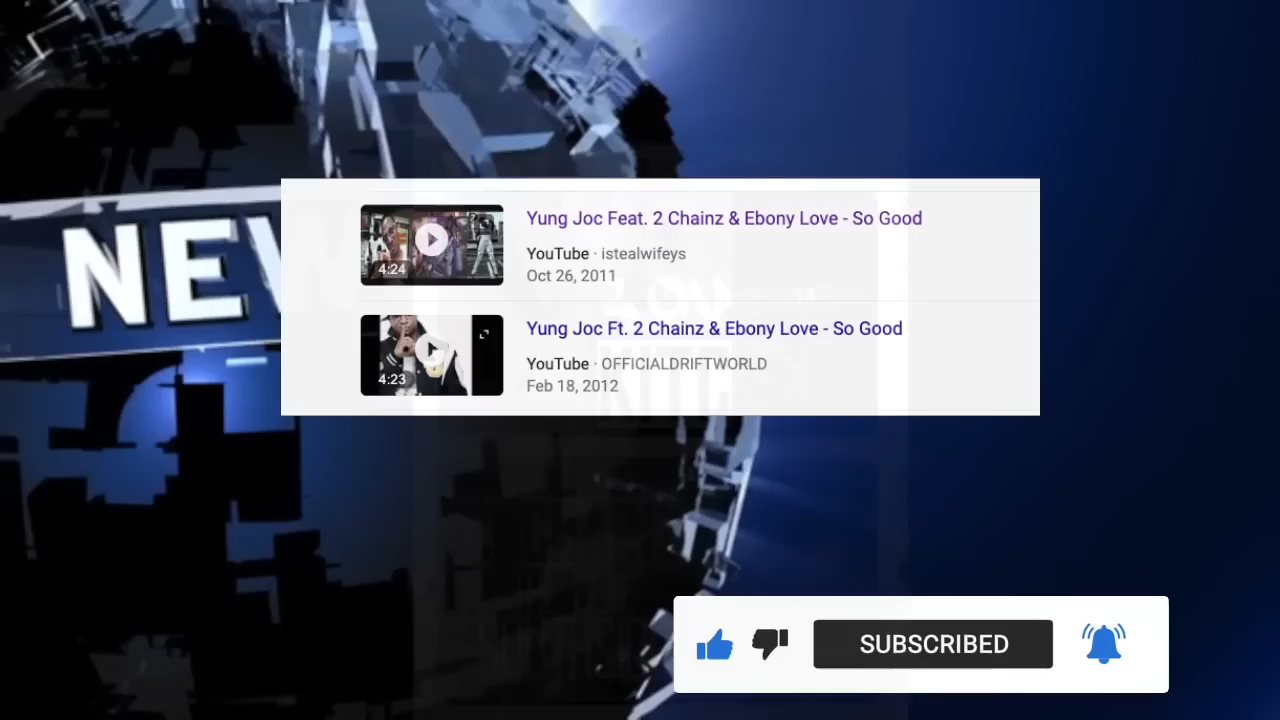 NEW
Yung Joc Feat. 2 Chainz & Ebony Love - So Good
YouTube · istealwifeys
Oct 26, 2011
4:24
Yung Joc Ft. 2 Chainz & Ebony Love - So Good
YouTube · OFFICIALDRIFTWORLD
Feb 18, 2012
4:23
SUBSCRIBED